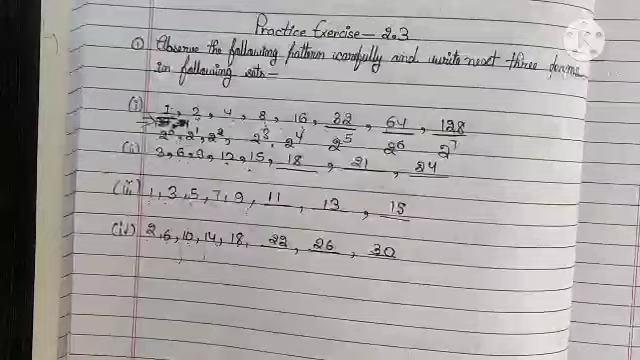 Practice Exercise - 2.3
① Observe the following pattern carefully and write next three terms
in following sets -
(i) 1, 2, 4, 8, 16, 32, 64, 128
2⁰, 2¹, 2², 2³, 2⁴ 2⁵ 2⁶ 2⁷
(ii) 3, 6, 9, 12, 15, 18, 21, 24
(iii) 1, 3, 5, 7, 9, 11, 13, 15
(iv) 2, 6, 10, 14, 18, 22, 26, 30